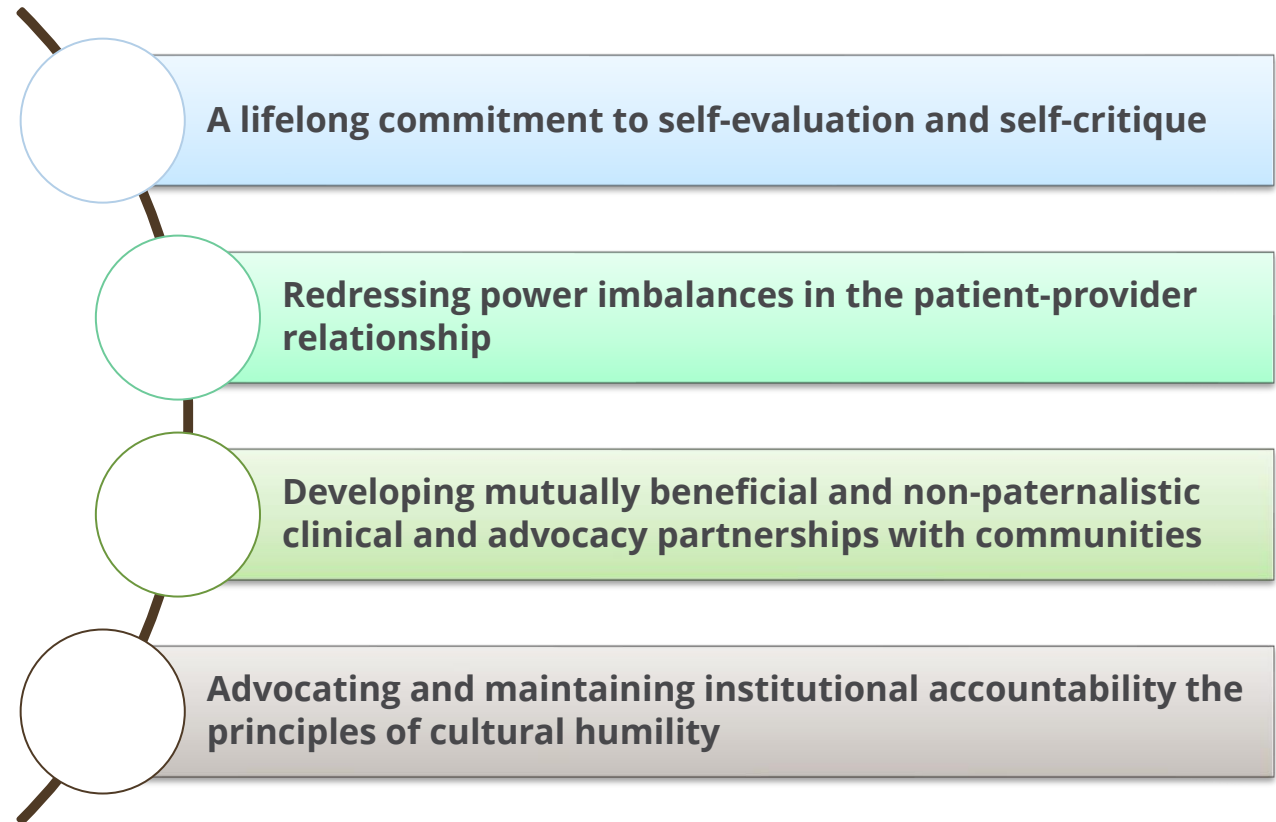 A lifelong commitment to self-evaluation and self-critique
Redressing power imbalances in the patient-provider
relationship
Developing mutually beneficial and non-paternalistic
clinical and advocacy partnerships with communities
Advocating and maintaining institutional accountability the
principles of cultural humility